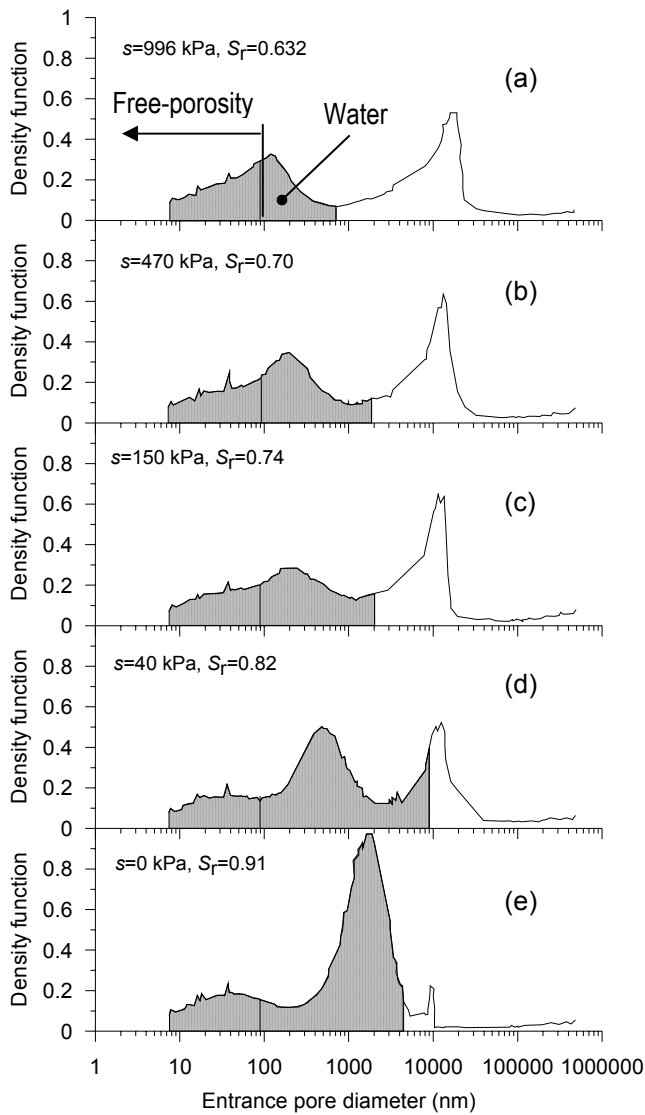 1
s=996 kPa, Sr=0.632
(a)
0.8
Free-porosity
Water
0.6
0.4
0.2
0
Density function
s=470 kPa, Sr=0.70
(b)
0.8
0.6
0.4
0.2
0
Density function
s=150 kPa, Sr=0.74
(c)
0.8
0.6
0.4
0.2
0
Density function
s=40 kPa, Sr=0.82
(d)
0.8
0.6
0.4
0.2
0
Density function
s=0 kPa, Sr=0.91
(e)
0.8
0.6
0.4
0.2
0
Density function
1 10 100 1000 10000 100000 1000000
Entrance pore diameter (nm)